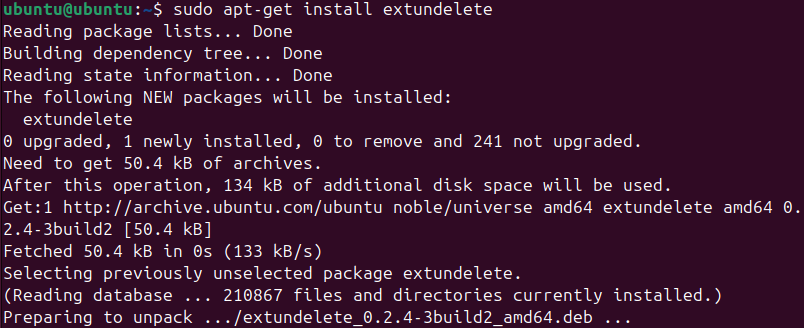 ubuntu@ubuntu:~$ sudo apt-get install extundelete
Reading package lists... Done
Building dependency tree... Done
Reading state information... Done
The following NEW packages will be installed:
  extundelete
0 upgraded, 1 newly installed, 0 to remove and 241 not upgraded.
Need to get 50.4 kB of archives.
After this operation, 134 kB of additional disk space will be used.
Get:1 http://archive.ubuntu.com/ubuntu noble/universe amd64 extundelete amd64 0.
2.4-3build2 [50.4 kB]
Fetched 50.4 kB in 0s (133 kB/s)
Selecting previously unselected package extundelete.
(Reading database ... 210867 files and directories currently installed.)
Preparing to unpack .../extundelete_0.2.4-3build2_amd64.deb ...